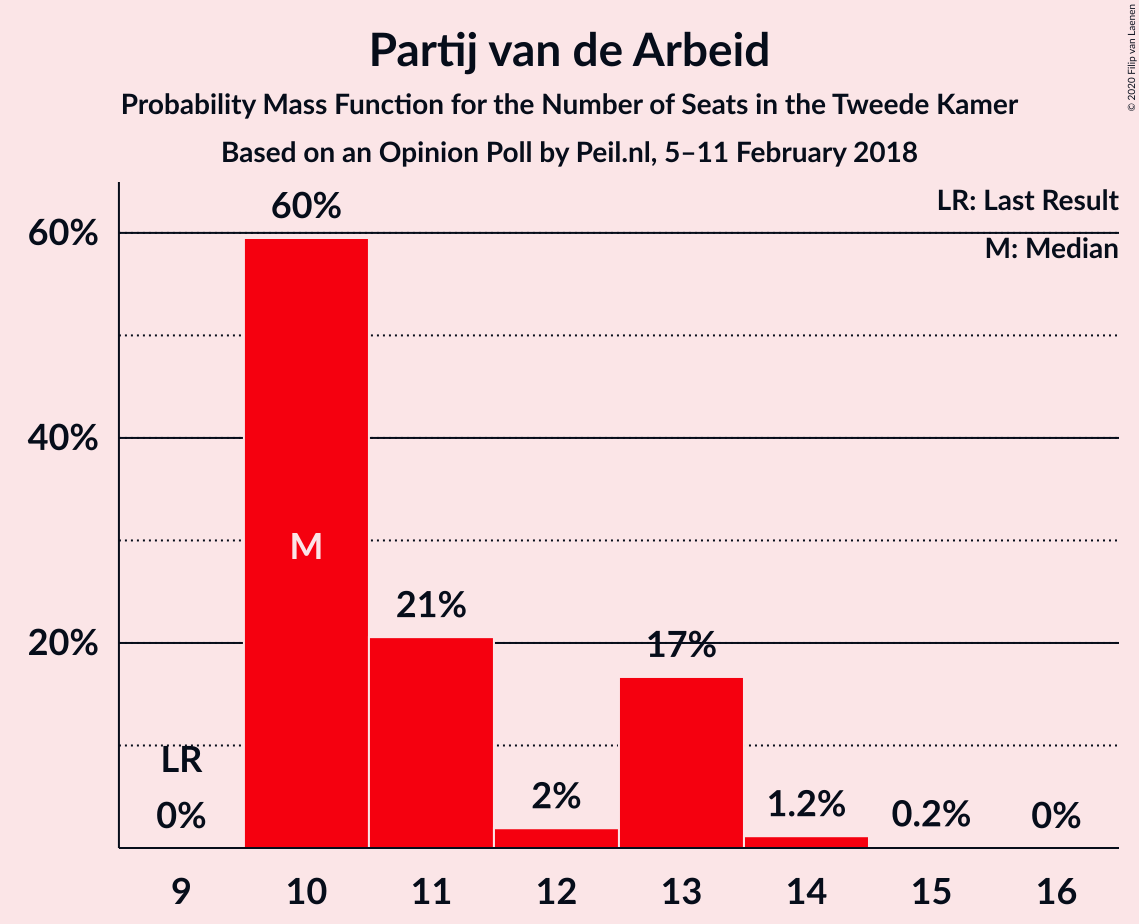 Partij van de Arbeid
Probability Mass Function for the Number of Seats in the Tweede Kamer
Based on an Opinion Poll by Peil.nl, 5–11 February 2018
© 2020 Filip van Laenen
LR: Last Result
M: Median
60%
40%
20%
LR
0%
60%
M
21%
2%
17%
1.2%
0.2%
0%
9 10 11 12 13 14 15 16